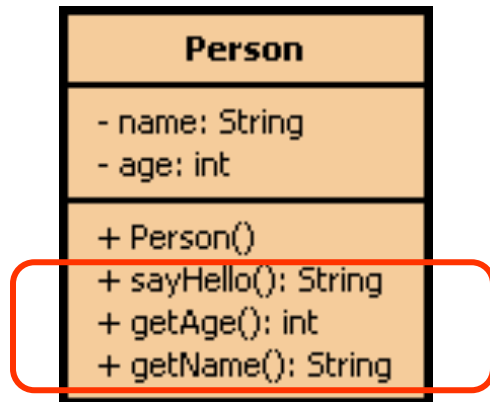 Person
- name: String
- age: int
+ Person()
+ sayHello(): String
+ getAge(): int
+ getName(): String